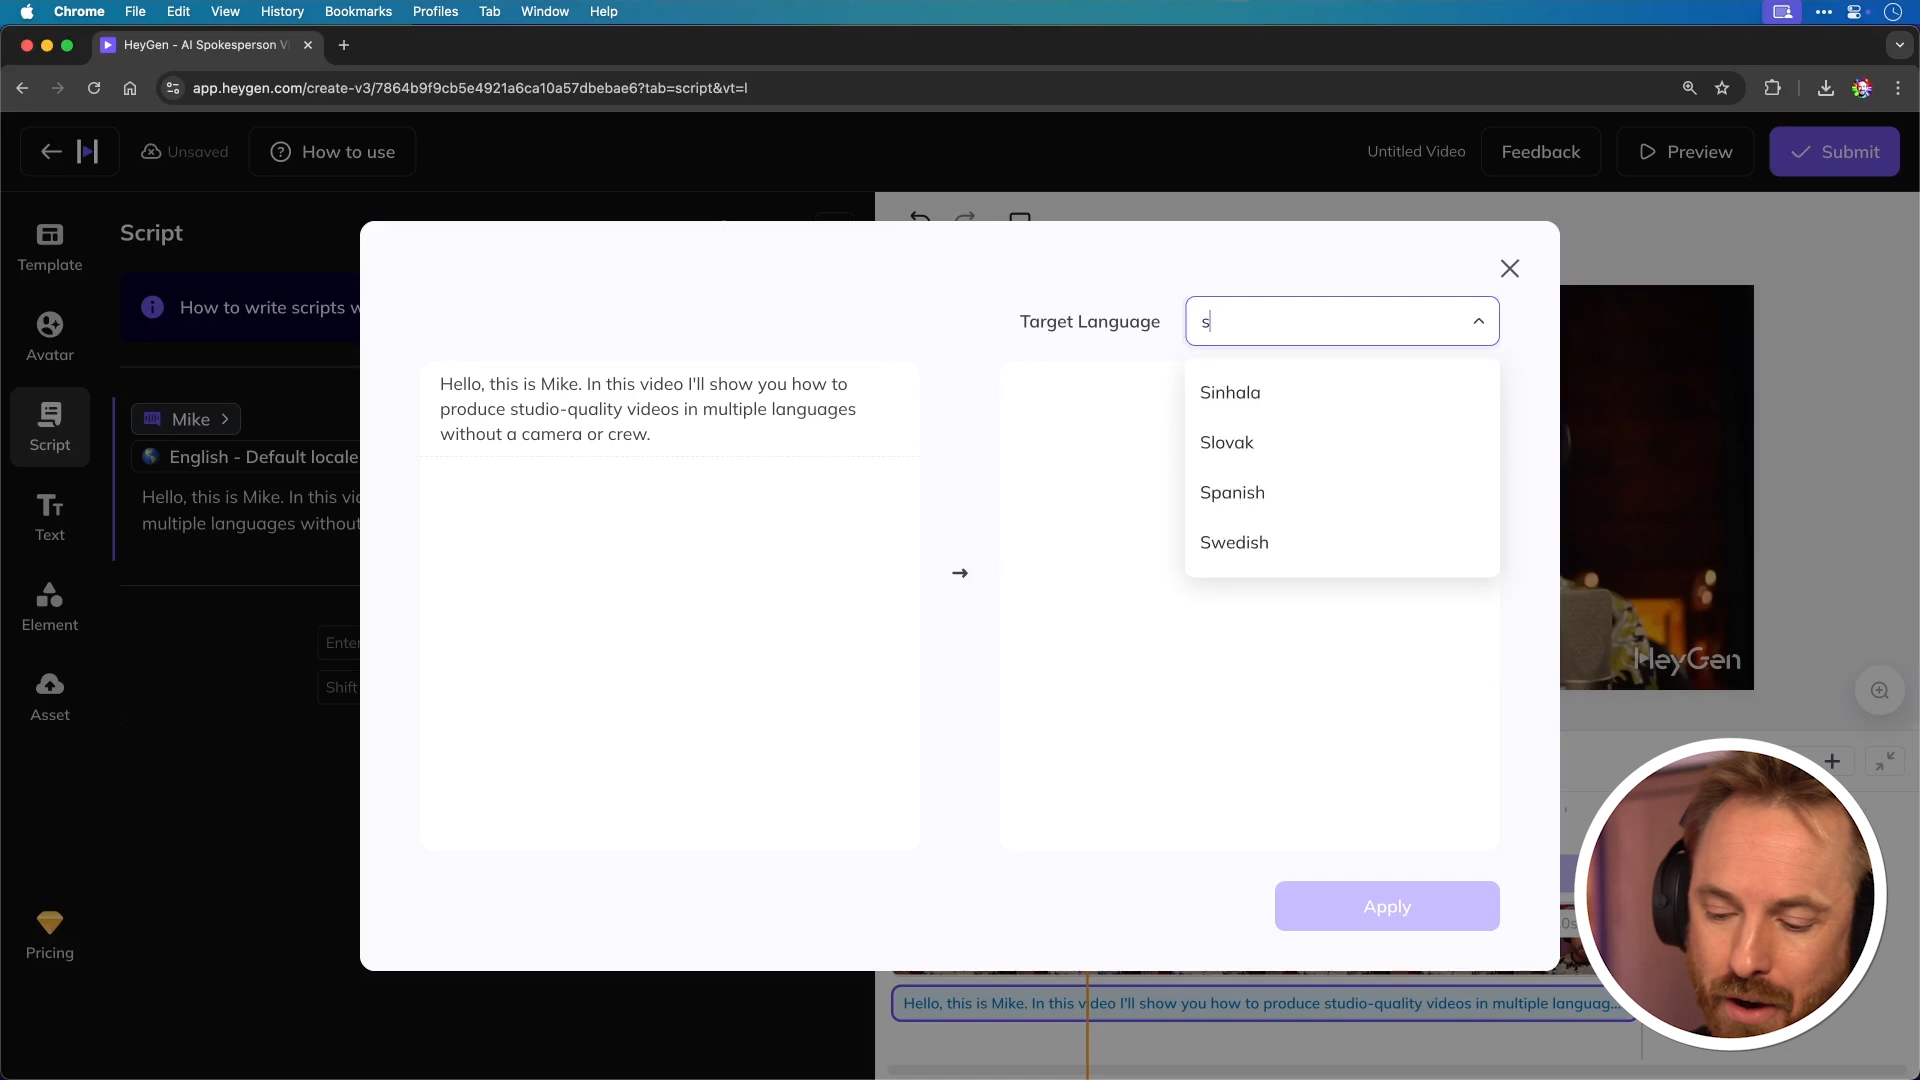 Chrome File Edit View History Bookmarks Profiles Tab Window Help
HeyGen - AI Spokesperson Vi
app.heygen.com/create-v3/7864b9f9cb5e4921a6ca10a57dbebae6?tab=script&vt=l
Unsaved
How to use
Untitled Video
Feedback
Preview
Submit
Template
Avatar
Script
Text
Element
Asset
Pricing
Script
How to write scripts w
Mike
English - Default locale
Hello, this is Mike. In this vid
multiple languages without
Enter
Shift
Target Language
s
Sinhala
Slovak
Spanish
Swedish
Hello, this is Mike. In this video I'll show you how to
produce studio-quality videos in multiple languages
without a camera or crew.
Apply
HeyGen
0s
Hello, this is Mike. In this video I'll show you how to produce studio-quality videos in multiple languag...